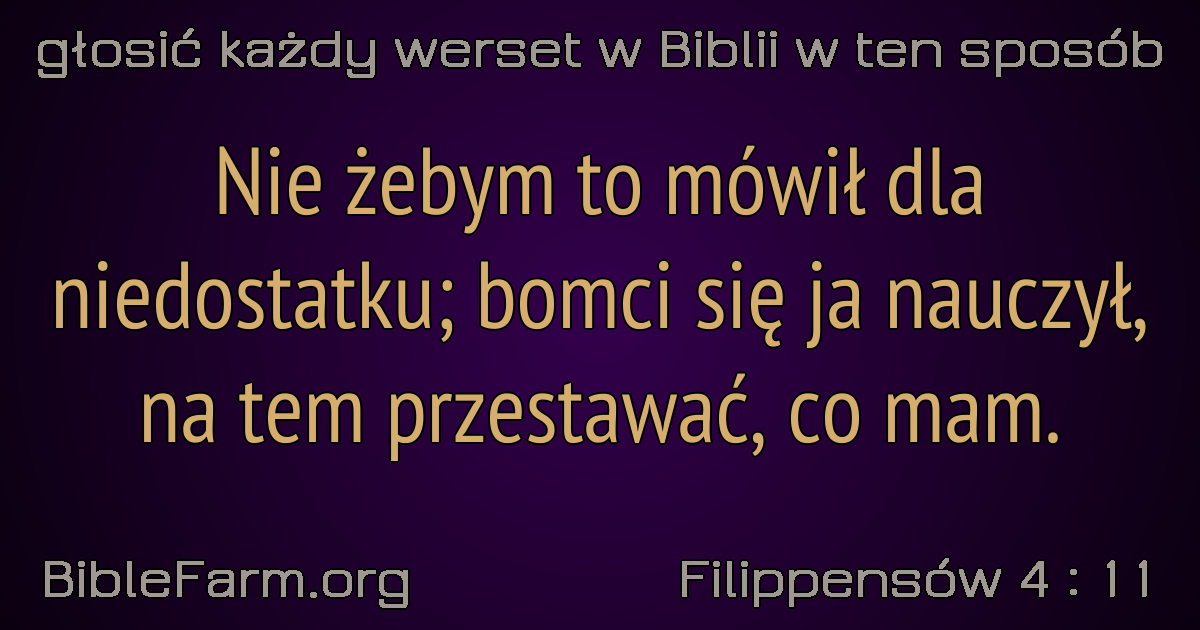 głosić każdy werset w Biblii w ten sposób
Nie żebym to mówił dla
niedostatku; bomci się ja nauczył,
na tem przestawać, co mam.
BibleFarm.org
Filippensów 4 : 11